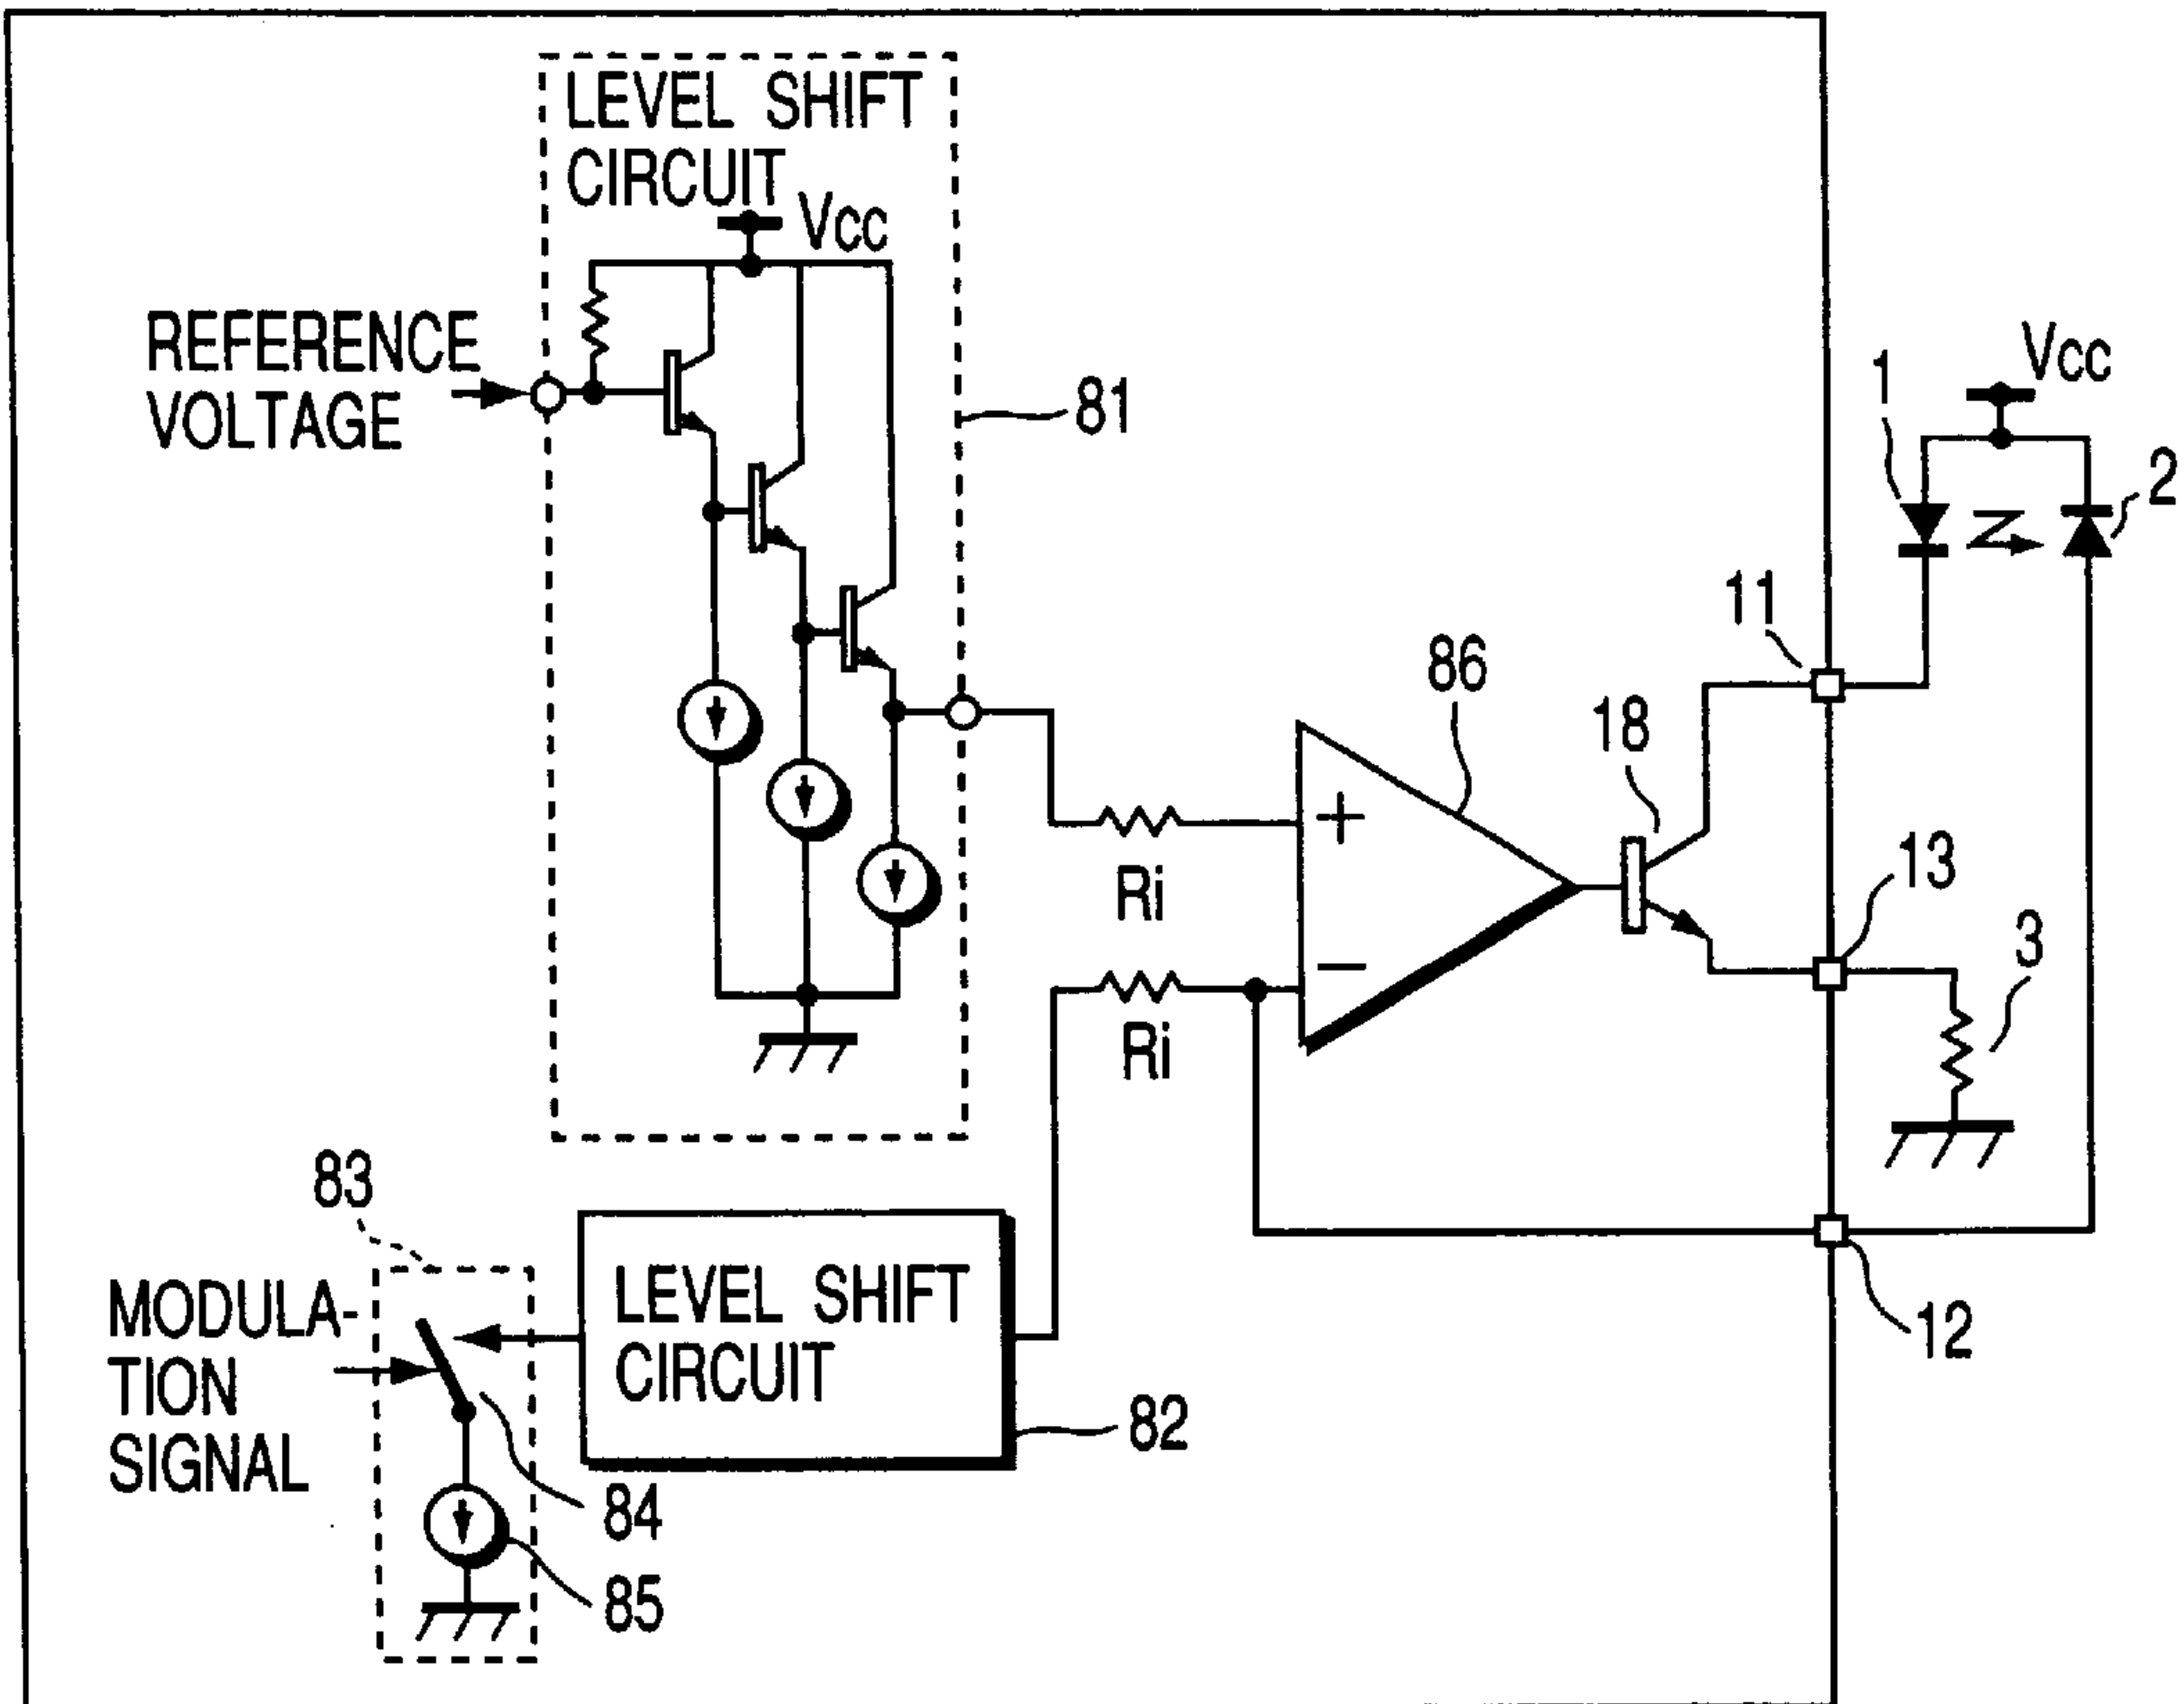 LEVEL SHIFT
CIRCUIT
VCC
REFERENCE
VOLTAGE
81
1
VCC
2
11
86
18
13
Ri
3
Ri
83
MODULA-
TION
SIGNAL
LEVEL SHIFT
CIRCUIT
12
82
84
85
+
−